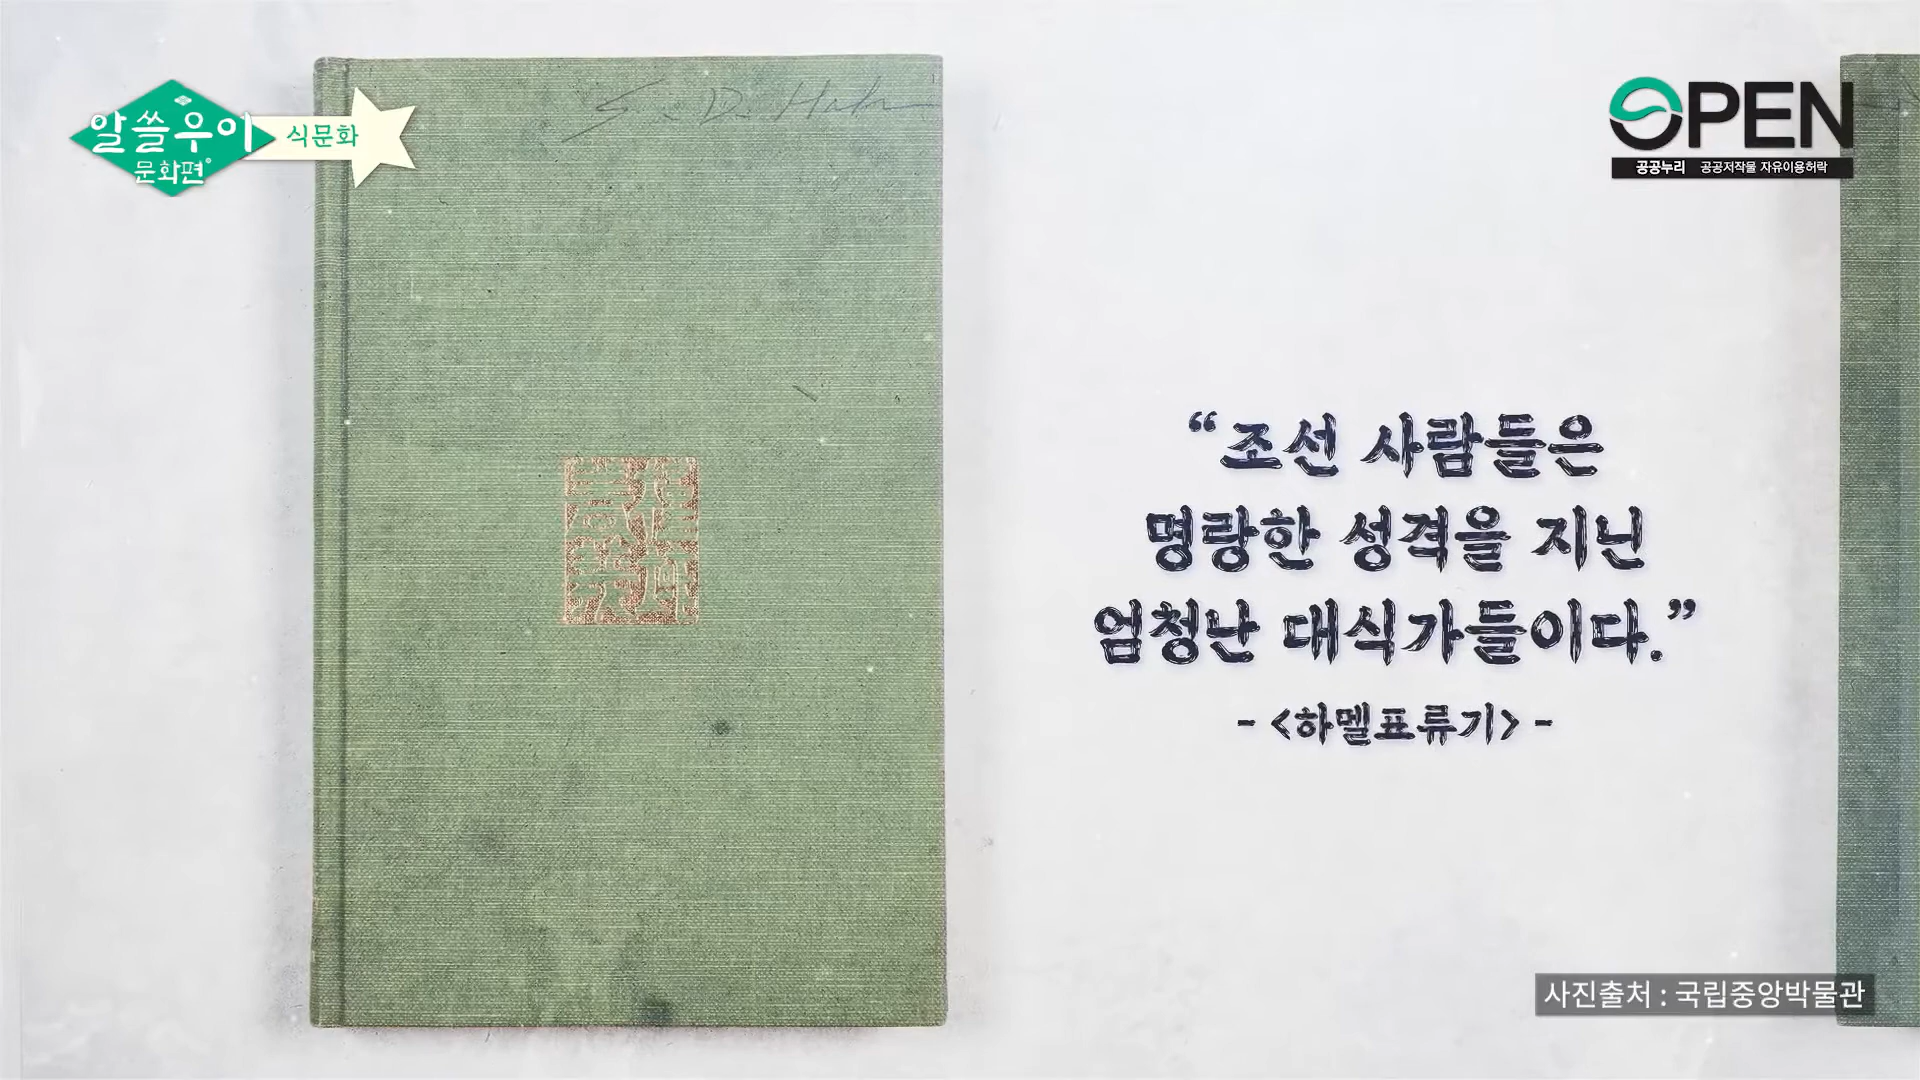 알쓸우이
문화편
식문화
OPEN
공공누리 공공저작물 자유이용허락
“조선 사람들은
명랑한 성격을 지닌
엄청난 대식가들이다.”
- <하멜표류기> -
사진출처 : 국립중앙박물관